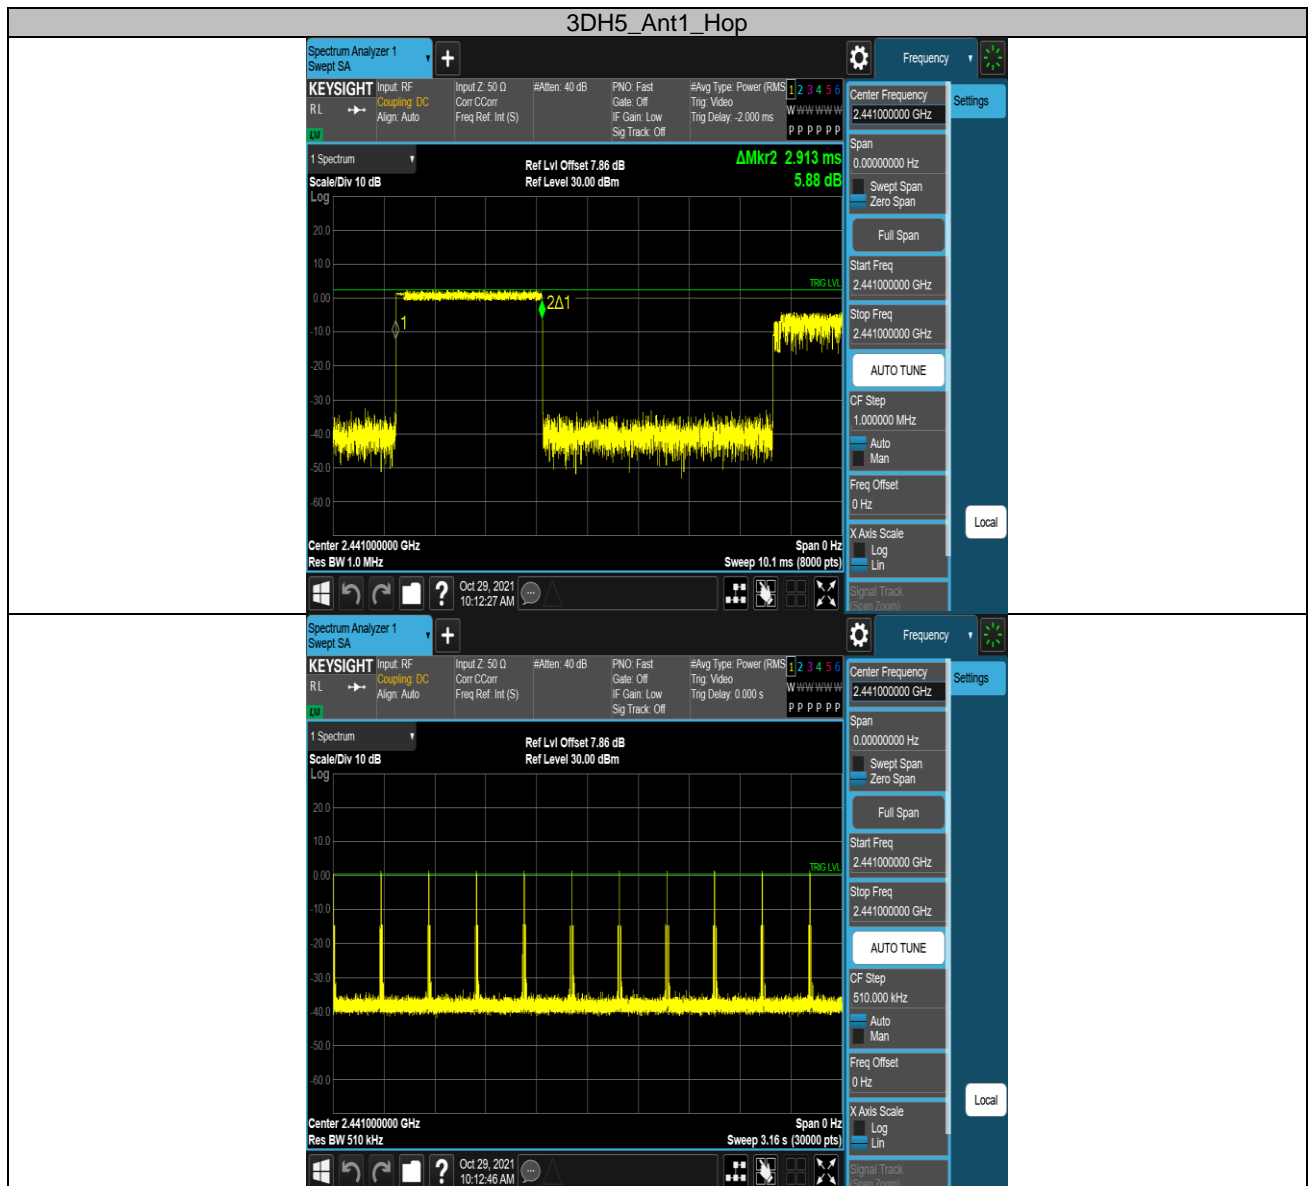 3DH5_Ant1_Hop
Spectrum Analyzer 1
Swept SA
+
Frequency
KEYSIGHT
RL
LXI
Input: RF
Coupling: DC
Align: Auto
Input Z: 50 Ω
Corr CCorr
Freq Ref: Int (S)
#Atten: 40 dB
PNO: Fast
Gate: Off
IF Gain: Low
Sig Track: Off
#Avg Type: Power (RMS
Trig: Video
Trig Delay: -2.000 ms
1 2 3 4 5 6
W W W W W W
P P P P P P
1 Spectrum
Scale/Div 10 dB
Log
Ref Lvl Offset 7.86 dB
Ref Level 30.00 dBm
ΔMkr2 2.913 ms
5.88 dB
20.0
10.0
0.00
-10.0
-20.0
-30.0
-40.0
-50.0
-60.0
TRIG LVL
1
2Δ1
Center 2.441000000 GHz
Res BW 1.0 MHz
Span 0 Hz
Sweep 10.1 ms (8000 pts)
Oct 29, 2021
10:12:27 AM
Center Frequency
2.441000000 GHz
Span
0.00000000 Hz
Swept Span
Zero Span
Full Span
Start Freq
2.441000000 GHz
Stop Freq
2.441000000 GHz
AUTO TUNE
CF Step
1.000000 MHz
Auto
Man
Freq Offset
0 Hz
X Axis Scale
Log
Lin
Signal Track
(Span Zoom)
Settings
Local
Spectrum Analyzer 1
Swept SA
+
Frequency
KEYSIGHT
RL
LXI
Input: RF
Coupling: DC
Align: Auto
Input Z: 50 Ω
Corr CCorr
Freq Ref: Int (S)
#Atten: 40 dB
PNO: Fast
Gate: Off
IF Gain: Low
Sig Track: Off
#Avg Type: Power (RMS
Trig: Video
Trig Delay: 0.000 s
1 2 3 4 5 6
W W W W W W
P P P P P P
1 Spectrum
Scale/Div 10 dB
Log
Ref Lvl Offset 7.86 dB
Ref Level 30.00 dBm
20.0
10.0
0.00
-10.0
-20.0
-30.0
-40.0
-50.0
-60.0
TRIG LVL
Center 2.441000000 GHz
Res BW 510 kHz
Span 0 Hz
Sweep 3.16 s (30000 pts)
Oct 29, 2021
10:12:46 AM
Center Frequency
2.441000000 GHz
Span
0.00000000 Hz
Swept Span
Zero Span
Full Span
Start Freq
2.441000000 GHz
Stop Freq
2.441000000 GHz
AUTO TUNE
CF Step
510.000 kHz
Auto
Man
Freq Offset
0 Hz
X Axis Scale
Log
Lin
Signal Track
(Span Zoom)
Settings
Local